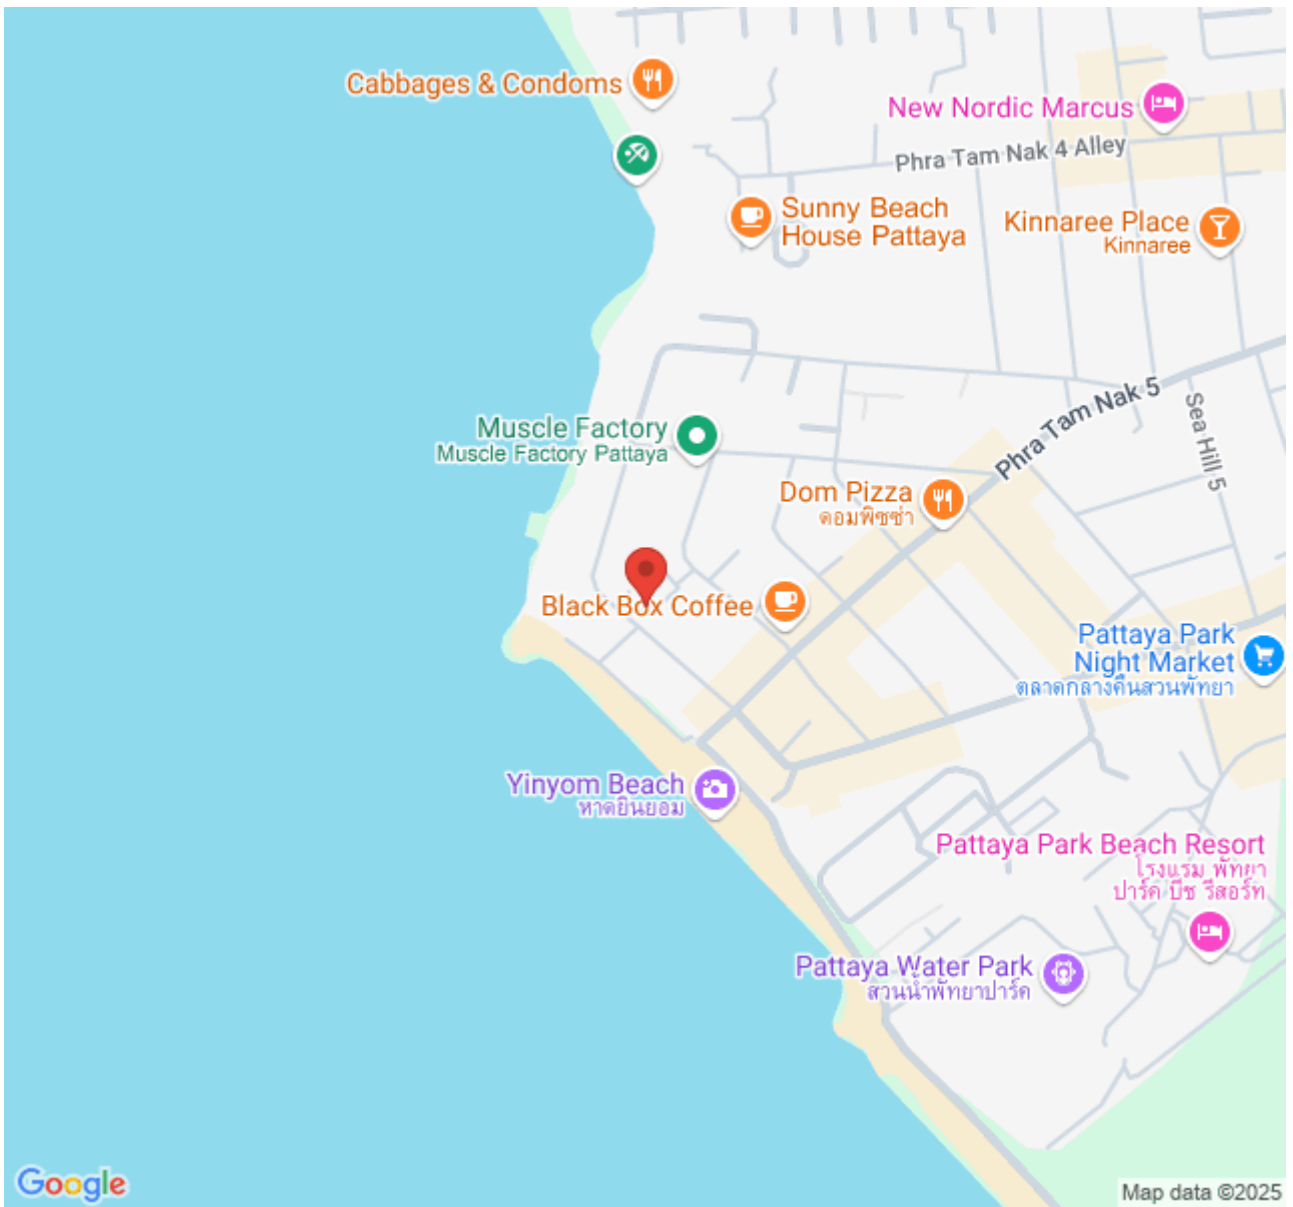 Cabbages & Condoms
New Nordic Marcus
Phra Tam Nak 4 Alley
Sunny Beach
House Pattaya
Kinnaree Place
Kinnaree
Phra Tam Nak 5
Sea Hill 5
Muscle Factory
Muscle Factory Pattaya
Dom Pizza
ดอมพิซซ่า
Black Box Coffee
Pattaya Park
Night Market
ตลาดกลางคืนสวนพัทยา
Yinyom Beach
หาดยินยอม
Pattaya Park Beach Resort
โรงแรม พัทยา
ปาร์ค บีช รีสอร์ท
Pattaya Water Park
สวนน้ำพัทยาปาร์ค
Google
Map data ©2025